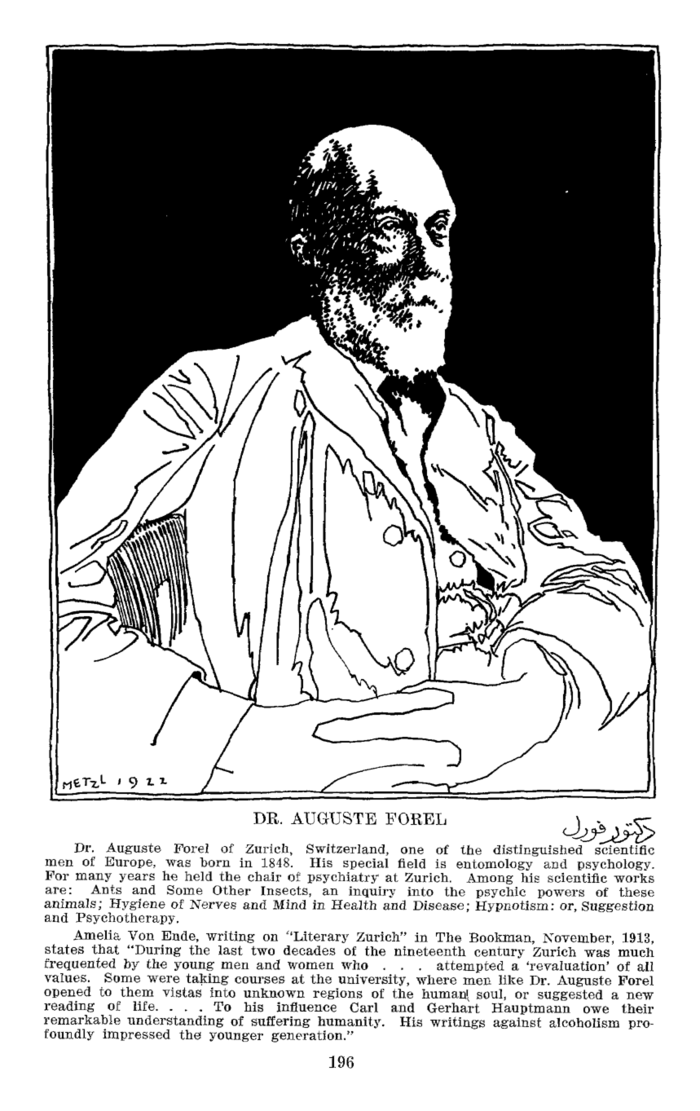 METZL 1922
DR. AUGUSTE FOREL
دكتور فورل
Dr. Auguste Forel of Zurich, Switzerland, one of the distinguished scientific
men of Europe, was born in 1848. His special field is entomology and psychology.
For many years he held the chair of psychiatry at Zurich. Among his scientific works
are: Ants and Some Other Insects, an inquiry into the psychic powers of these
animals; Hygiene of Nerves and Mind in Health and Disease; Hypnotism: or, Suggestion
and Psychotherapy.
Amelia Von Ende, writing on "Literary Zurich" in The Bookman, November, 1913,
states that "During the last two decades of the nineteenth century Zurich was much
frequented by the young men and women who . . . attempted a 'revaluation' of all
values. Some were taking courses at the university, where men like Dr. Auguste Forel
opened to them vistas into unknown regions of the human soul, or suggested a new
reading of life. . . . To his influence Carl and Gerhart Hauptmann owe their
remarkable understanding of suffering humanity. His writings against alcoholism pro-
foundly impressed the younger generation."
196